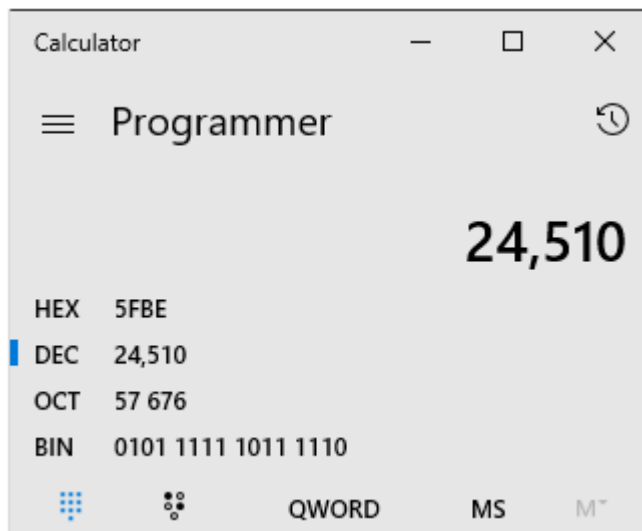 Calculator
Programmer
24,510
HEX 5FBE
DEC 24,510
OCT 57 676
BIN 0101 1111 1011 1110
QWORD MS M